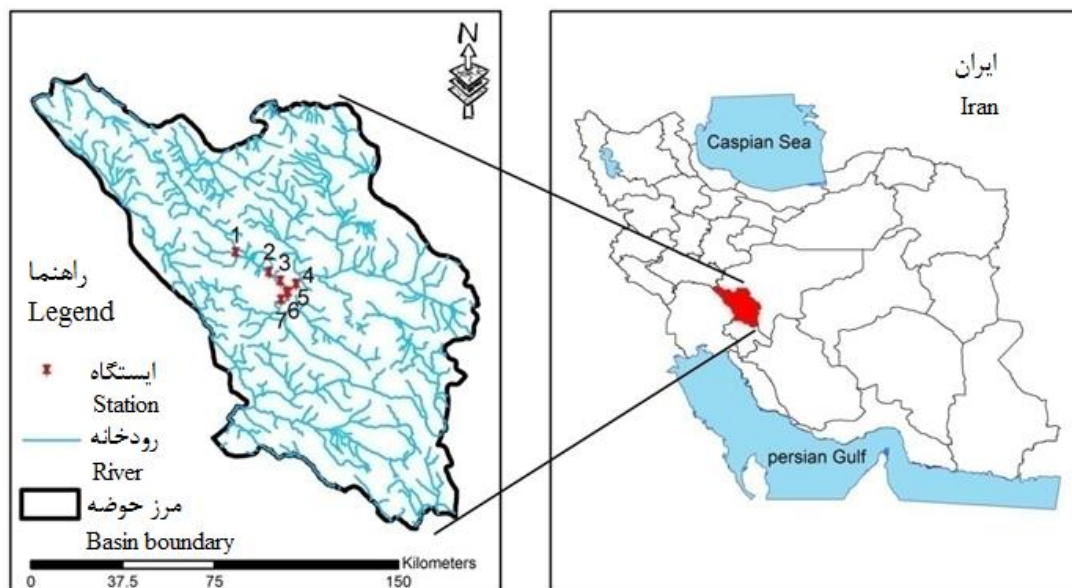 N
1
2
3
4
5
6
7
راهنما
Legend
ایستگاه
Station
رودخانه
River
مرز حوضه
Basin boundary
Kilometers
0 37.5 75 150
ایران
Iran
Caspian Sea
persian Gulf